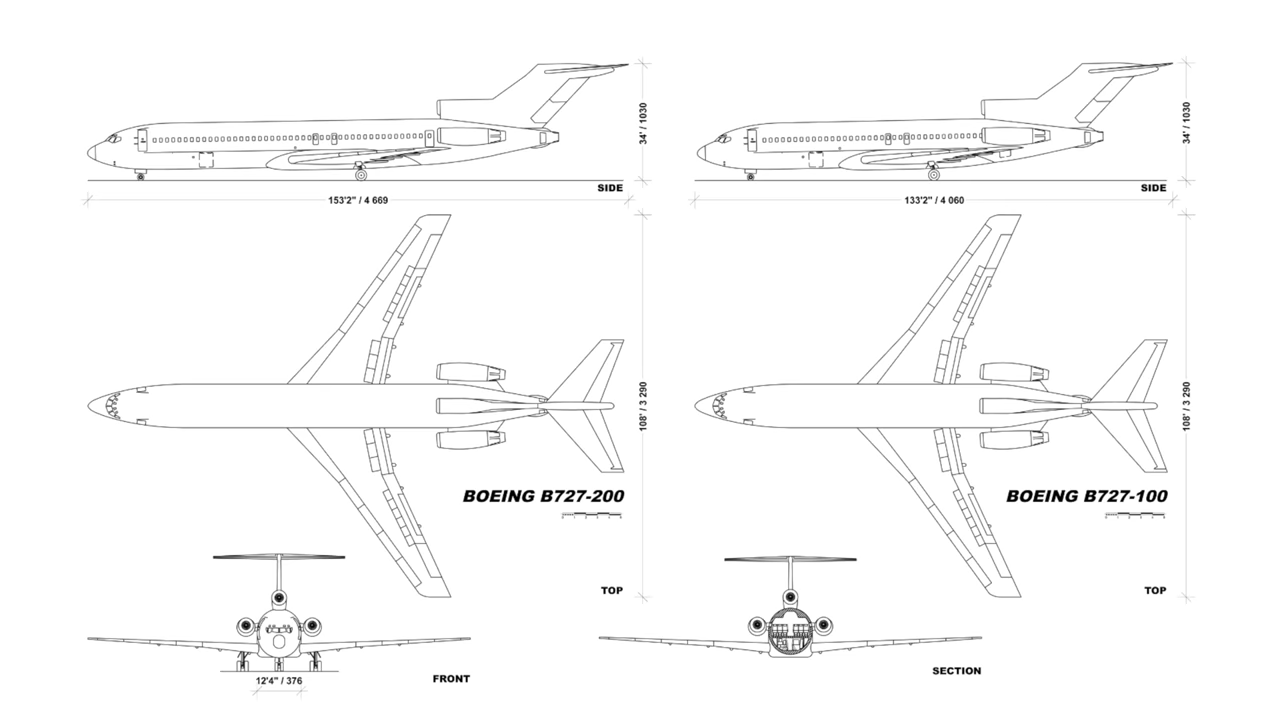 34' / 1030
34' / 1030
SIDE
SIDE
153'2" / 4 669
133'2" / 4 060
108' / 3 290
108' / 3 290
BOEING B727-200
BOEING B727-100
TOP
TOP
12'4" / 376
FRONT
SECTION